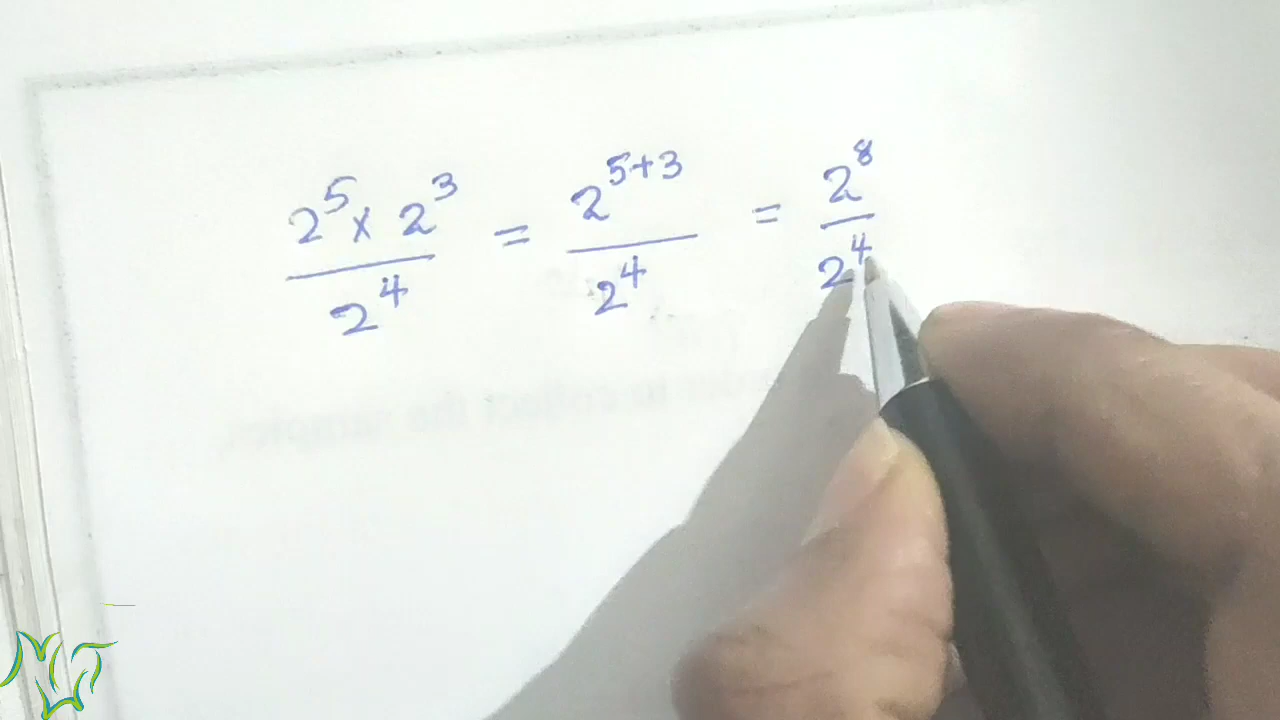 2^5 × 2^3 / 2^4 = 2^(5+3) / 2^4 = 2^8 / 2^4